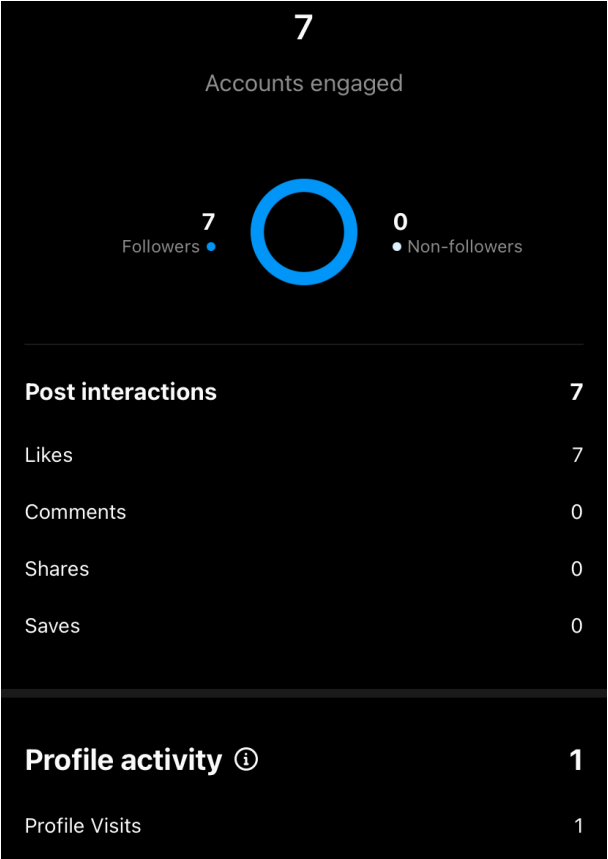 7
Accounts engaged
7 0
Followers Non-followers
Post interactions 7
Likes 7
Comments 0
Shares 0
Saves 0
Profile activity 1
Profile Visits 1